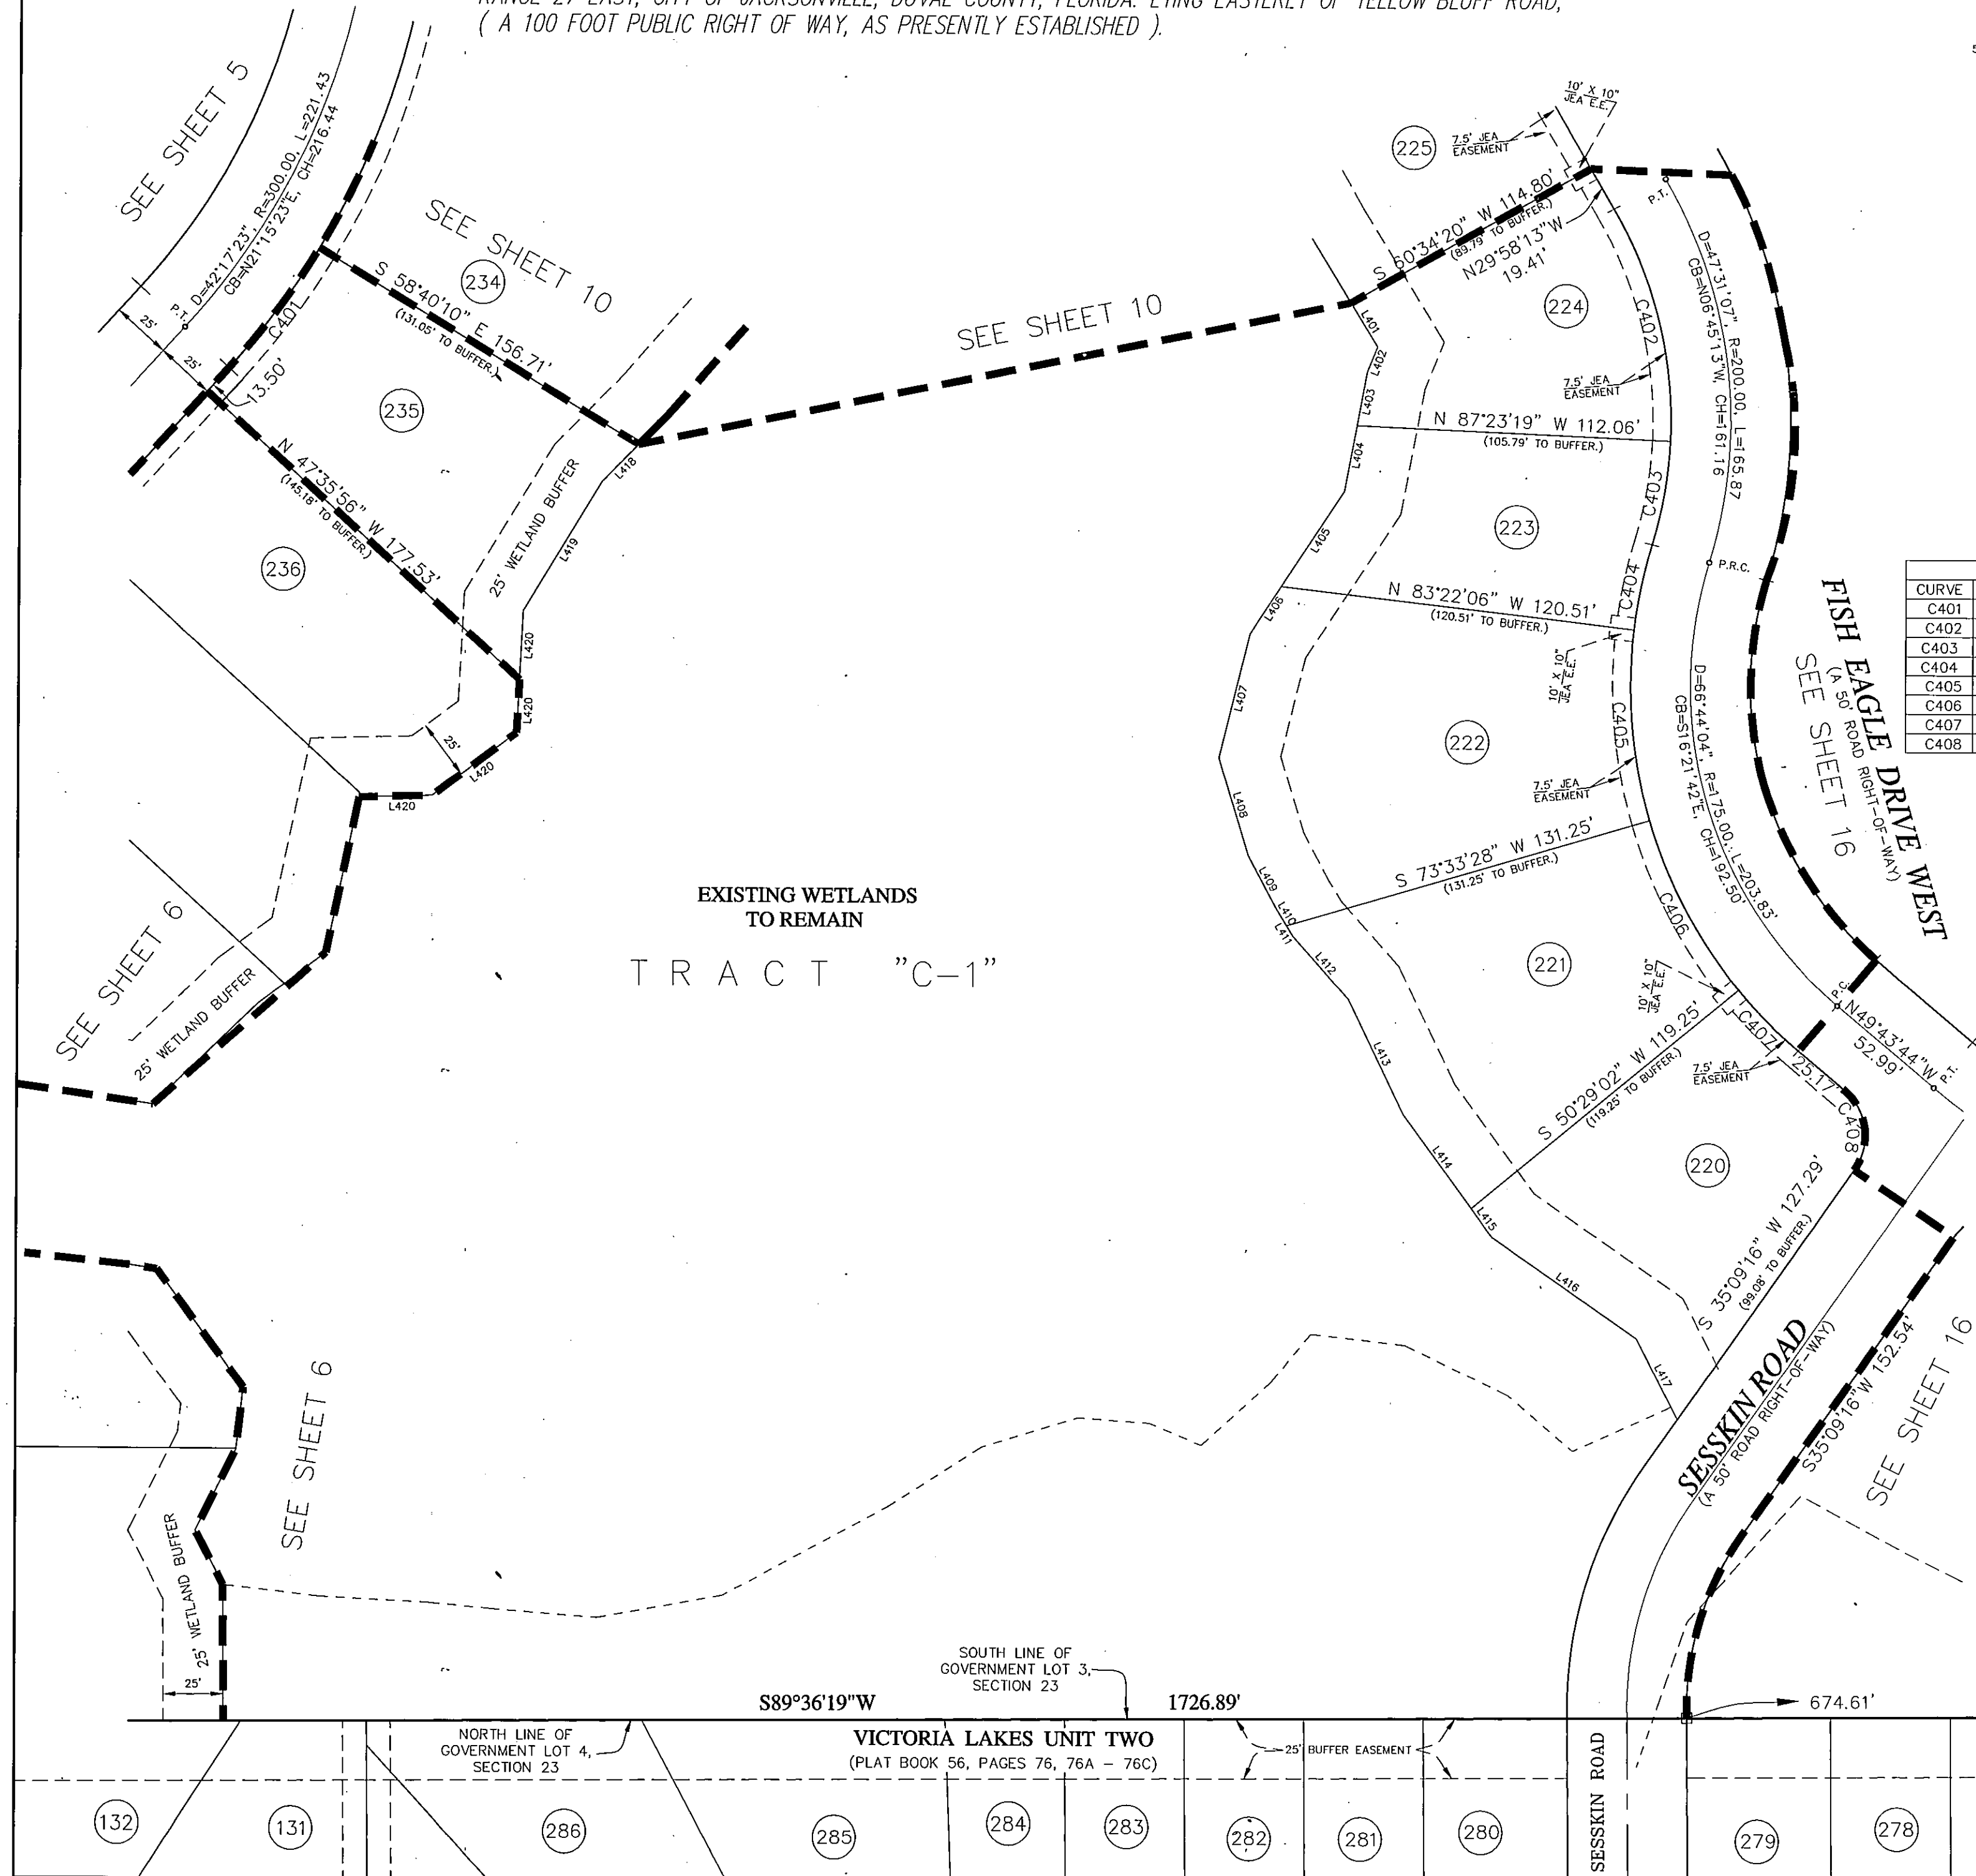 ( A 100 FOOT PUBLIC RIGHT OF WAY, AS PRESENTLY ESTABLISHED ).
SEE SHEET 5
D=42°17'23", R=300.00, L=221.43
CB=N21°15'23"E, CH=216.44
P.T.
25'
25'
C401
13.50'
SEE SHEET 10
234
S 58°40'10" E 156.71'
(131.05' TO BUFFER.)
235
N 47°35'56" W 177.53'
(145.18' TO BUFFER.)
236
25' WETLAND BUFFER
L418
L419
L420
L420
L420
L420
25'
SEE SHEET 6
25' WETLAND BUFFER
SEE SHEET 10
225
7.5' JEA
EASEMENT
10' X 10"
JEA E.E.
S 60°34'20" W 114.80'
(89.79' TO BUFFER.)
N29°58'13"W
19.41'
P.T.
224
L401
L402
L403
L404
L405
L406
L407
L408
L409
L410
L411
L412
L413
L414
L415
L416
L417
C402
7.5' JEA
EASEMENT
N 87°23'19" W 112.06'
(105.79' TO BUFFER.)
C403
D=47°31'07", R=200.00, L=165.87
CB=N06°45'13"W, CH=161.16
223
P.R.C.
C404
N 83°22'06" W 120.51'
(120.51' TO BUFFER.)
10' X 10"
JEA E.E.
222
C405
7.5' JEA
EASEMENT
D=66°44'04", R=175.00, L=203.83'
CB=S16°21'42"E, CH=192.50'
FISH EAGLE DRIVE WEST
(A 50' ROAD RIGHT-OF-WAY)
SEE SHEET 16
CURVE
C401
C402
C403
C404
C405
C406
C407
C408
S 73°33'28" W 131.25'
(131.25' TO BUFFER.)
C406
221
10' X 10"
JEA E.E.
S 50°29'02" W 119.25'
(119.25' TO BUFFER.)
C407
7.5' JEA
EASEMENT
25.17'
P.C.
N49°43'44"W
52.99'
P.T.
C408
220
S 35°09'16" W 127.29'
(99.08' TO BUFFER.)
EXISTING WETLANDS
TO REMAIN
TRACT "C-1"
SESSKIN ROAD
(A 50' ROAD RIGHT-OF-WAY)
S35°09'16"W 152.54'
SEE SHEET 16
SEE SHEET 6
25' WETLAND BUFFER
25'
SOUTH LINE OF
GOVERNMENT LOT 3,
SECTION 23
S89°36'19"W 1726.89'
674.61'
NORTH LINE OF
GOVERNMENT LOT 4,
SECTION 23
VICTORIA LAKES UNIT TWO
(PLAT BOOK 56, PAGES 76, 76A - 76C)
25' BUFFER EASEMENT
SESSKIN ROAD
132
131
286
285
284
283
282
281
280
279
278